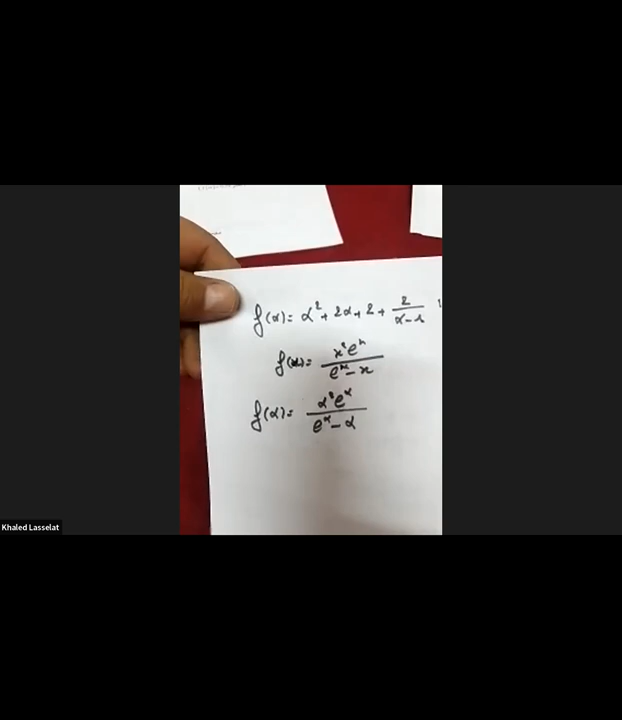 f(α) = α² + 2α + 2 + 2/(α-1)
f(x) = x²eˣ/(eˣ - x)
f(α) = α²e^α/(e^α - α)
Khaled Lasselat